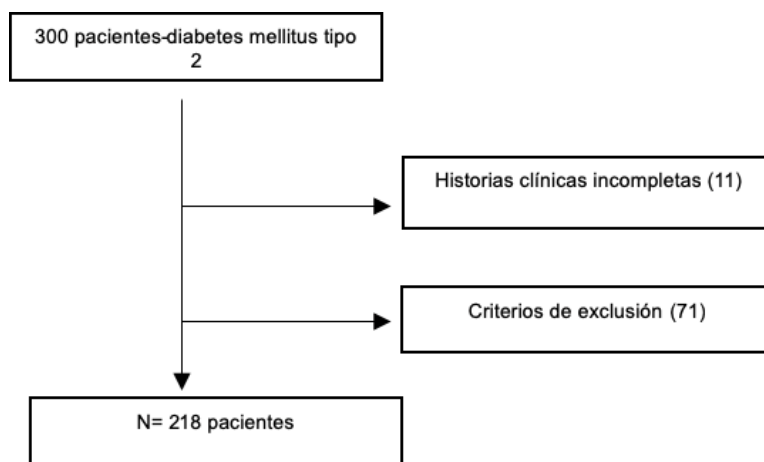 300 pacientes-diabetes mellitus tipo
2
Historias clínicas incompletas (11)
Criterios de exclusión (71)
N= 218 pacientes